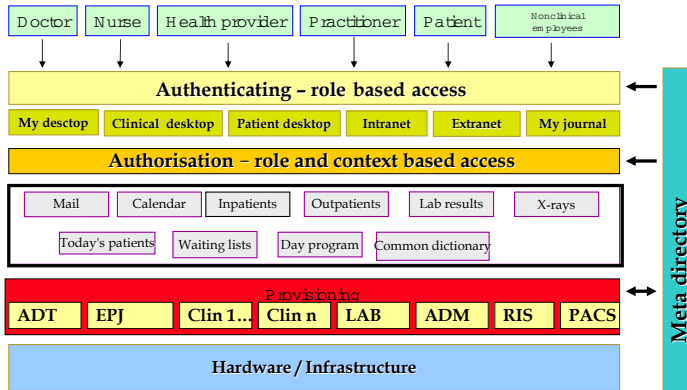 Doctor Nurse Health provider Practitioner Patient Nonclinical
employees
Authenticating – role based access
My desctop Clinical desktop Patient desktop Intranet Extranet My journal
Authorisation – role and context based access
Mail Calendar Inpatients Outpatients Lab results X-rays
Today's patients Waiting lists Day program Common dictionary
Provisioning
ADT EPJ Clin 1... Clin n LAB ADM RIS PACS
Hardware / Infrastructure
Meta directory